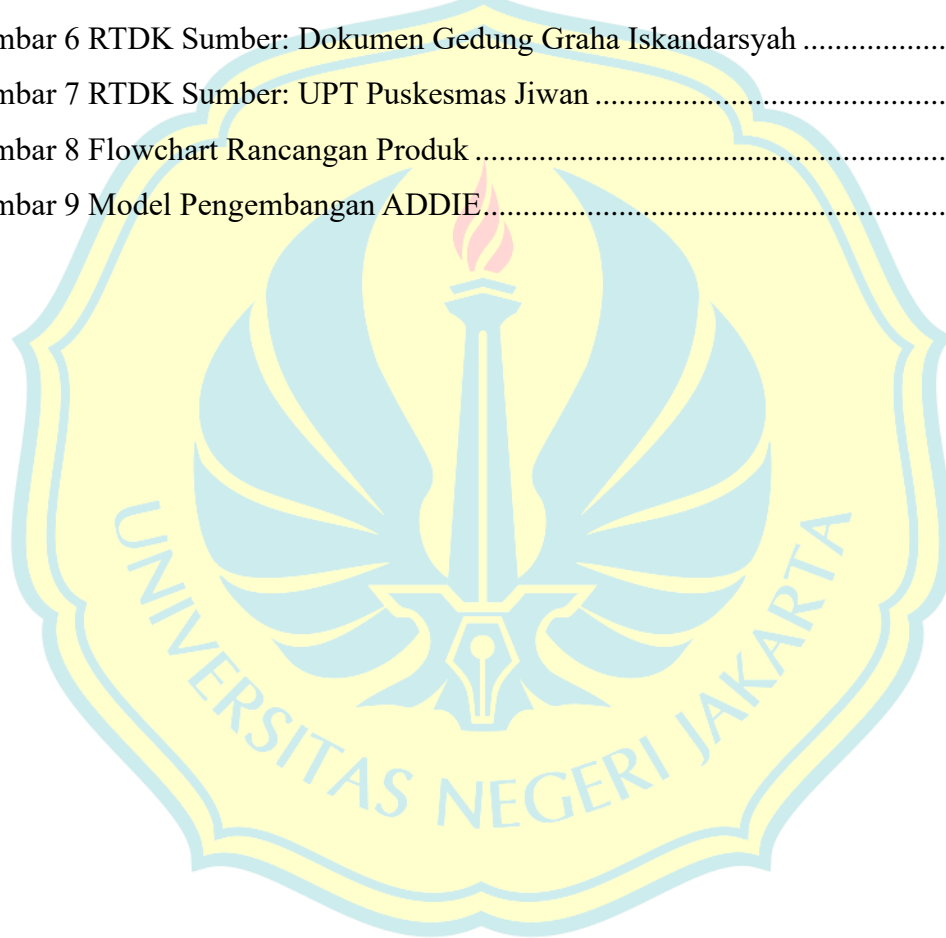 mbar 6 RTDK Sumber: Dokumen Gedung Graha Iskandarsyah ..................
mbar 7 RTDK Sumber: UPT Puskesmas Jiwan .............................................
mbar 8 Flowchart Rancangan Produk ............................................................
mbar 9 Model Pengembangan ADDIE...........................................................
UNIVERSITAS NEGERI JAKARTA